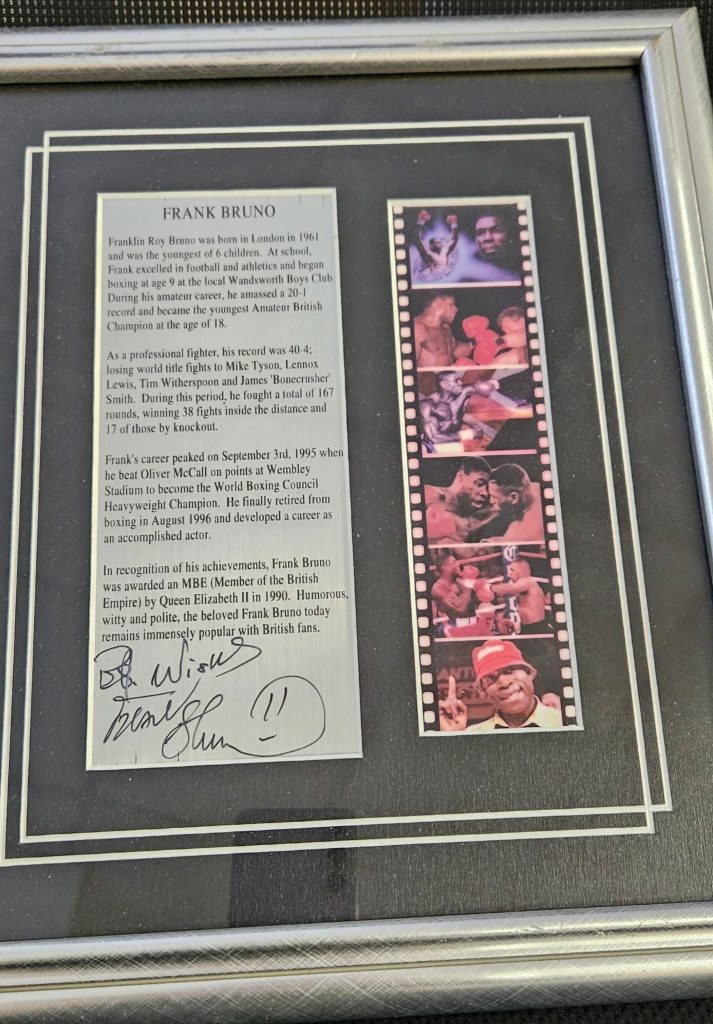 FRANK BRUNO
Franklin Roy Bruno was born in London in 1961
and was the youngest of 6 children. At school,
Frank excelled in football and athletics and began
boxing at age 9 at the local Wandsworth Boys Club.
During his amateur career, he amassed a 20-1
record and became the youngest Amateur British
Champion at the age of 18.
As a professional fighter, his record was 40-4;
losing world title fights to Mike Tyson, Lennox
Lewis, Tim Witherspoon and James 'Bonecrusher'
Smith. During this period, he fought a total of 167
rounds, winning 38 fights inside the distance and
17 of those by knockout.
Frank's career peaked on September 3rd, 1995 when
he beat Oliver McCall on points at Wembley
Stadium to become the World Boxing Council
Heavyweight Champion. He finally retired from
boxing in August 1996 and developed a career as
an accomplished actor.
In recognition of his achievements, Frank Bruno
was awarded an MBE (Member of the British
Empire) by Queen Elizabeth II in 1990. Humorous,
witty and polite, the beloved Frank Bruno today
remains immensely popular with British fans.
Wishes
Frank
Bruno !!